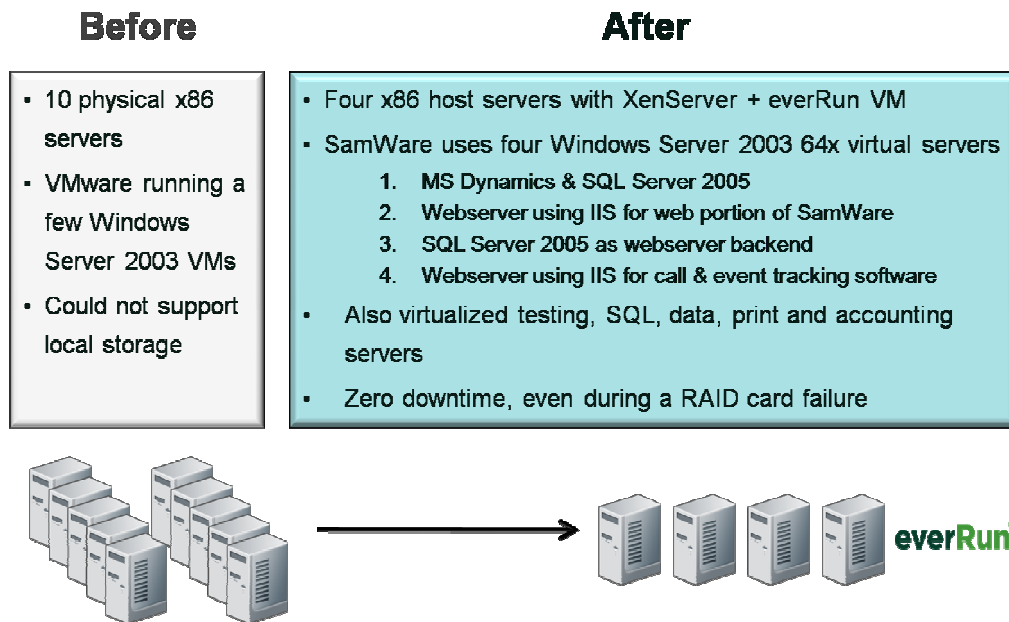 Before
After
• 10 physical x86
servers
• VMware running a
few Windows
Server 2003 VMs
• Could not support
local storage
• Four x86 host servers with XenServer + everRun VM
• SamWare uses four Windows Server 2003 64x virtual servers
1. MS Dynamics & SQL Server 2005
2. Webserver using IIS for web portion of SamWare
3. SQL Server 2005 as webserver backend
4. Webserver using IIS for call & event tracking software
• Also virtualized testing, SQL, data, print and accounting
servers
• Zero downtime, even during a RAID card failure
everRun